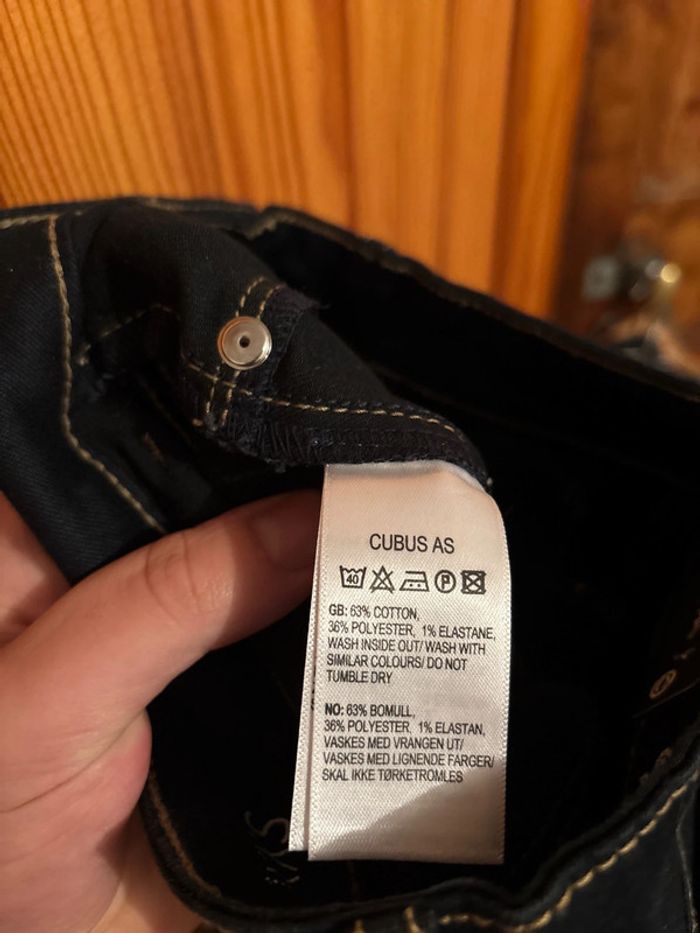 CUBUS AS
40 P
GB: 63% COTTON,
36% POLYESTER, 1% ELASTANE,
WASH INSIDE OUT/ WASH WITH
SIMILAR COLOURS/ DO NOT
TUMBLE DRY
NO: 63% BOMULL,
36% POLYESTER, 1% ELASTAN,
VASKES MED VRANGEN UT/
VASKES MED LIGNENDE FARGER/
SKAL IKKE TØRKETROMLES